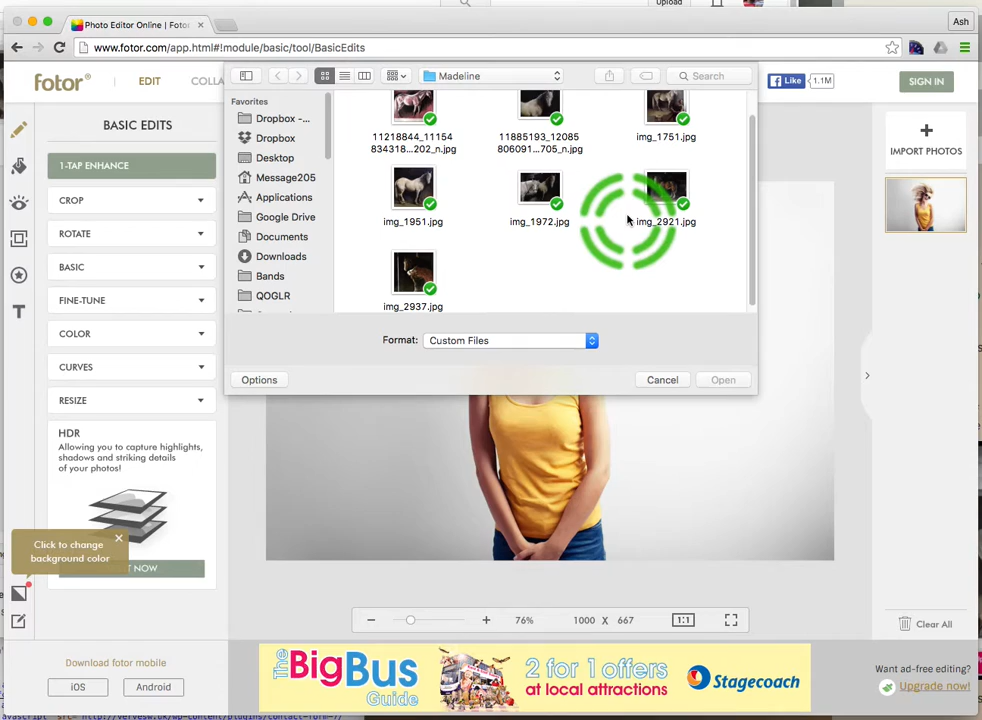 Upload
Photo Editor Online | Foto
Ash
www.fotor.com/app.html#!module/basic/tool/BasicEdits
fotor®
EDIT
COLLA
Like
1.1M
SIGN IN
Madeline
Search
Favorites
Dropbox -...
Dropbox
Desktop
Message205
Applications
Google Drive
Documents
Downloads
Bands
QOGLR
11218844_11154
834318...202_n.jpg
11885193_12085
806091...705_n.jpg
img_1751.jpg
img_1951.jpg
img_1972.jpg
img_2921.jpg
img_2937.jpg
Format:
Custom Files
Options
Cancel
Open
BASIC EDITS
1-TAP ENHANCE
CROP
ROTATE
BASIC
FINE-TUNE
COLOR
CURVES
RESIZE
HDR
Allowing you to capture highlights,
shadows and striking details
of your photos!
Click to change
background color
NOW
IMPORT PHOTOS
76%
1000 X 667
1:1
Clear All
Download fotor mobile
iOS
Android
The
BigBus
Guide
2 for 1 offers
at local attractions
Stagecoach
Want ad-free editing?
Upgrade now!